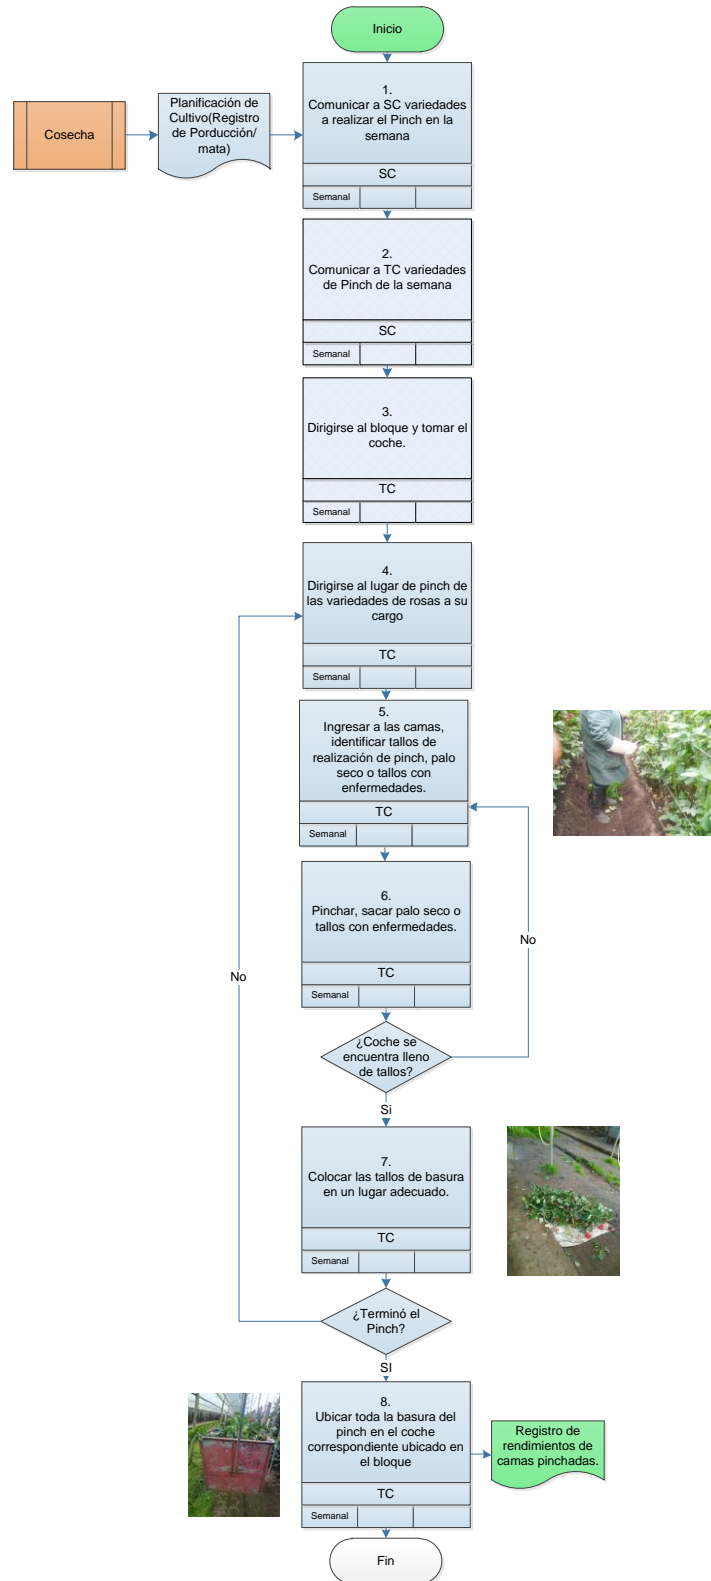 Inicio
1.
Comunicar a SC variedades
a realizar el Pinch en la
semana
SC
Semanal
Cosecha
Planificación de
Cultivo(Registro
de Porducción/
mata)
2.
Comunicar a TC variedades
de Pinch de la semana
SC
Semanal
3.
Dirigirse al bloque y tomar el
coche.
TC
Semanal
4.
Dirigirse al lugar de pinch de
las variedades de rosas a su
cargo
TC
Semanal
5.
Ingresar a las camas,
identificar tallos de
realización de pinch, palo
seco o tallos con
enfermedades.
TC
Semanal
6.
Pinchar, sacar palo seco o
tallos con enfermedades.
TC
Semanal
No
No
¿Coche se
encuentra lleno
de tallos?
Si
7.
Colocar las tallos de basura
en un lugar adecuado.
TC
Semanal
¿Terminó el
Pinch?
SI
8.
Ubicar toda la basura del
pinch en el coche
correspondiente ubicado en
el bloque
TC
Semanal
Registro de
rendimientos de
camas pinchadas.
Fin